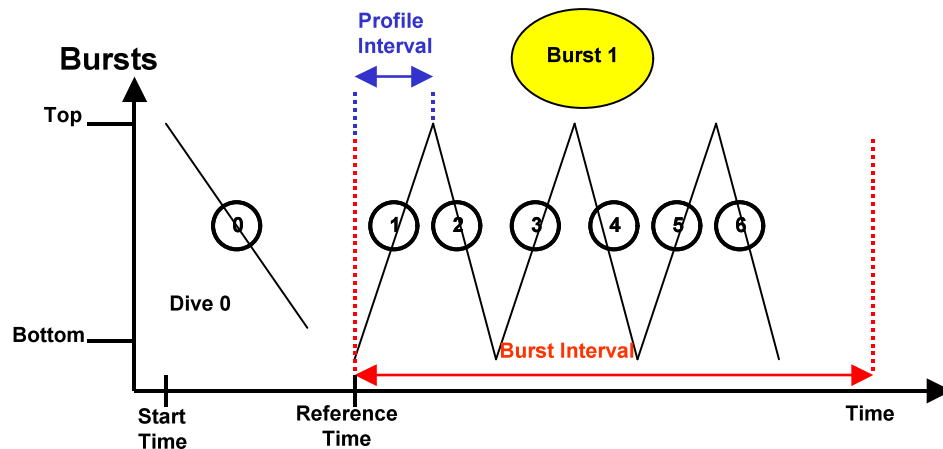 Profile
Interval
Burst 1
Bursts
Top
0
1
2
3
4
5
6
Dive 0
Bottom
Burst Interval
Start
Time
Reference
Time
Time